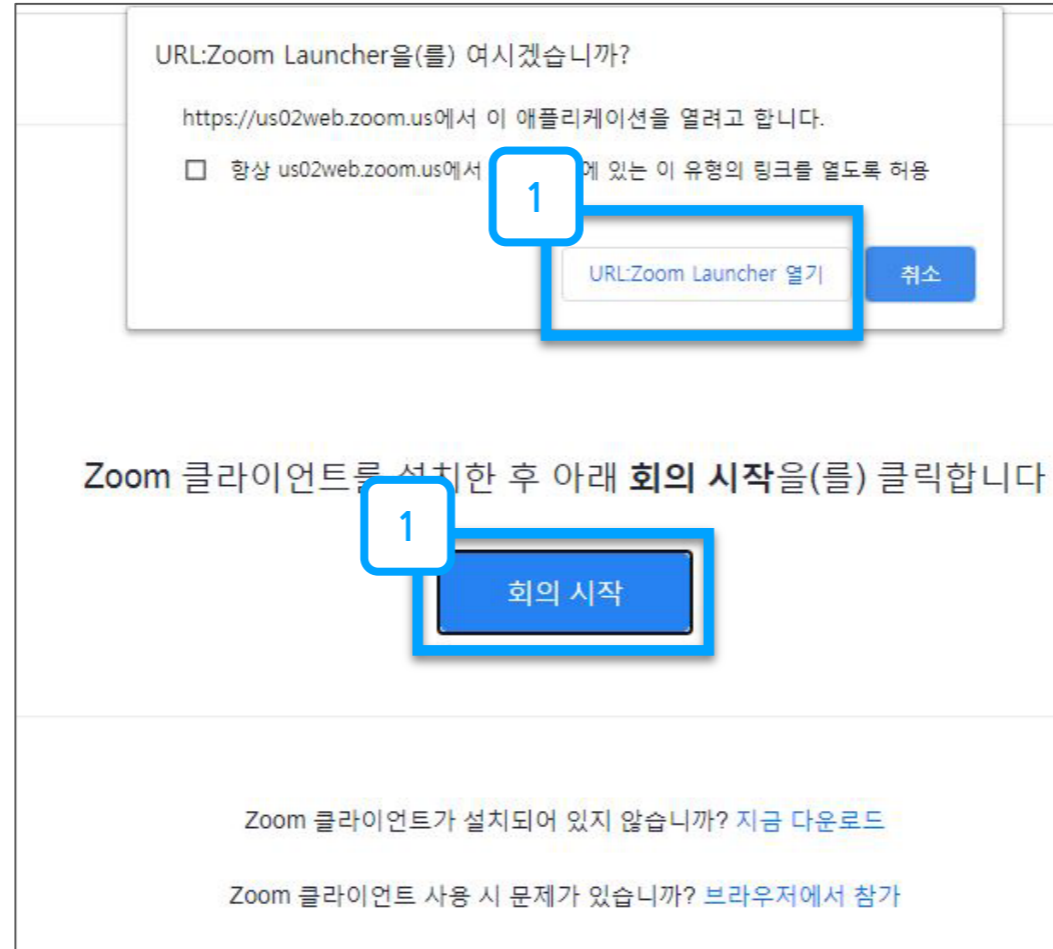 URL:Zoom Launcher을(를) 여시겠습니까?
https://us02web.zoom.us에서 이 애플리케이션을 열려고 합니다.
항상 us02web.zoom.us에서 에 있는 이 유형의 링크를 열도록 허용
1
URL:Zoom Launcher 열기 취소
Zoom 클라이언트를 설치한 후 아래 회의 시작을(를) 클릭합니다
1
회의 시작
Zoom 클라이언트가 설치되어 있지 않습니까? 지금 다운로드
Zoom 클라이언트 사용 시 문제가 있습니까? 브라우저에서 참가